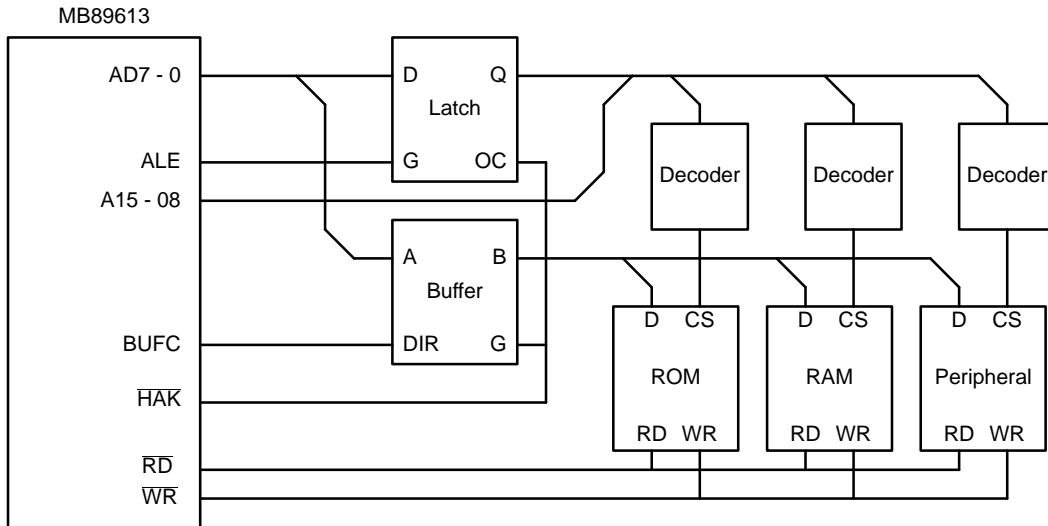 MB89613
AD7 - 0
D Q
Latch
ALE
G OC
A15 - 08
Decoder Decoder Decoder
A B
Buffer
BUFC
DIR G
D CS D CS D CS
HAK
ROM RAM Peripheral
RD WR RD WR RD WR
RD
WR